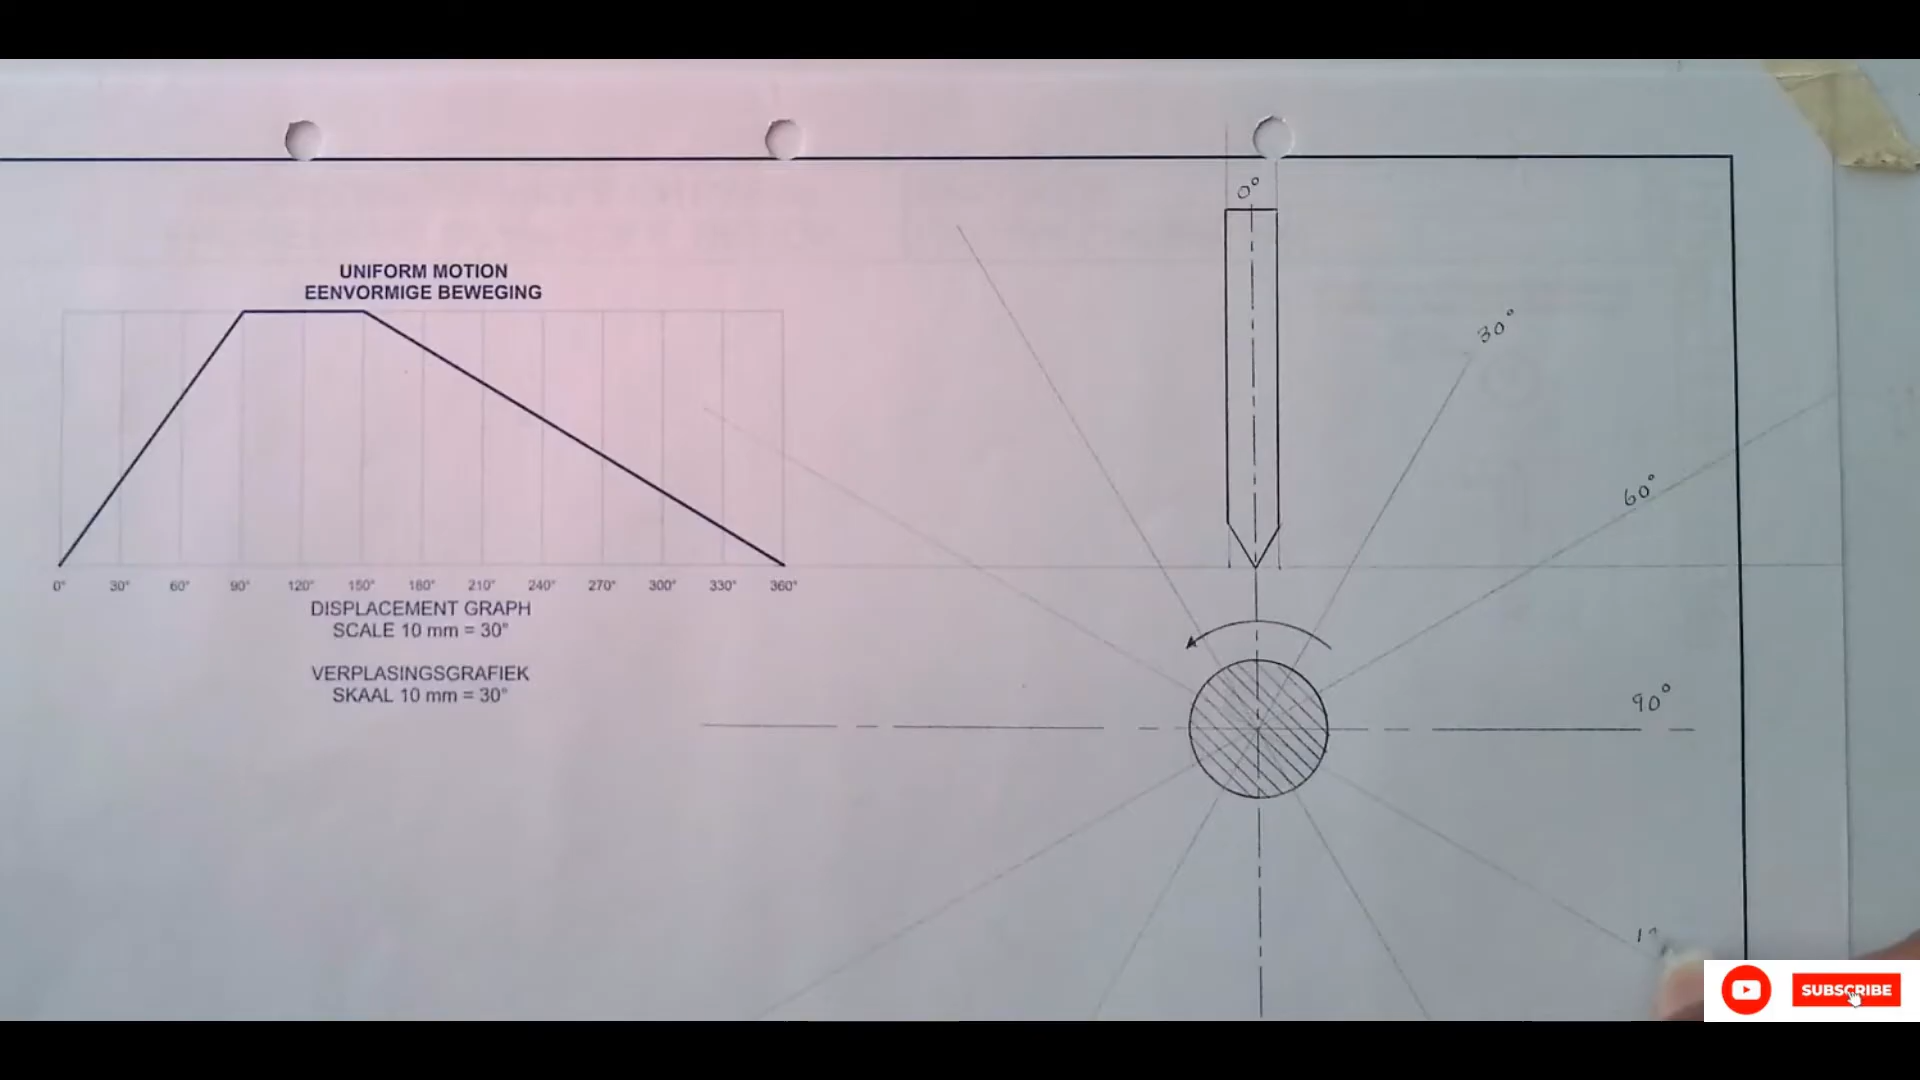 UNIFORM MOTION
EENVORMIGE BEWEGING
0° 30° 60° 90° 120° 150° 180° 210° 240° 270° 300° 330° 360°
DISPLACEMENT GRAPH
SCALE 10 mm = 30°
VERPLASINGSGRAFIEK
SKAAL 10 mm = 30°
0°
30°
60°
90°
SUBSCRIBE